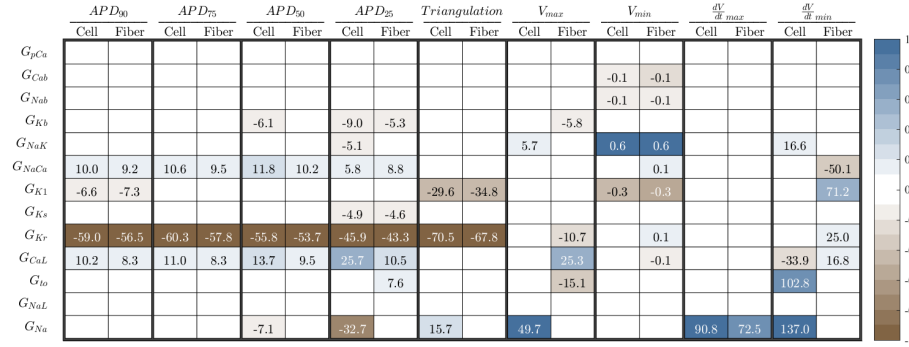 APD90 APD75 APD50 APD25 Triangulation Vmax Vmin dV/dt max dV/dt min
Cell Fiber Cell Fiber Cell Fiber Cell Fiber Cell Fiber Cell Fiber Cell Fiber Cell Fiber Cell Fiber
GpCa
GCab -0.1 -0.1
GNab -0.1 -0.1
GKb -6.1 -9.0 -5.3 -5.8
GNaK -5.1 5.7 0.6 0.6 16.6
GNaCa 10.0 9.2 10.6 9.5 11.8 10.2 5.8 8.8 0.1 -50.1
GK1 -6.6 -7.3 -29.6 -34.8 -0.3 -0.3 71.2
GKs -4.9 -4.6
GKr -59.0 -56.5 -60.3 -57.8 -55.8 -53.7 -45.9 -43.3 -70.5 -67.8 -10.7 0.1 25.0
GCaL 10.2 8.3 11.0 8.3 13.7 9.5 25.7 10.5 25.3 -0.1 -33.9 16.8
Gto 7.6 -15.1 102.8
GNaL
GNa -7.1 -32.7 15.7 49.7 90.8 72.5 137.0